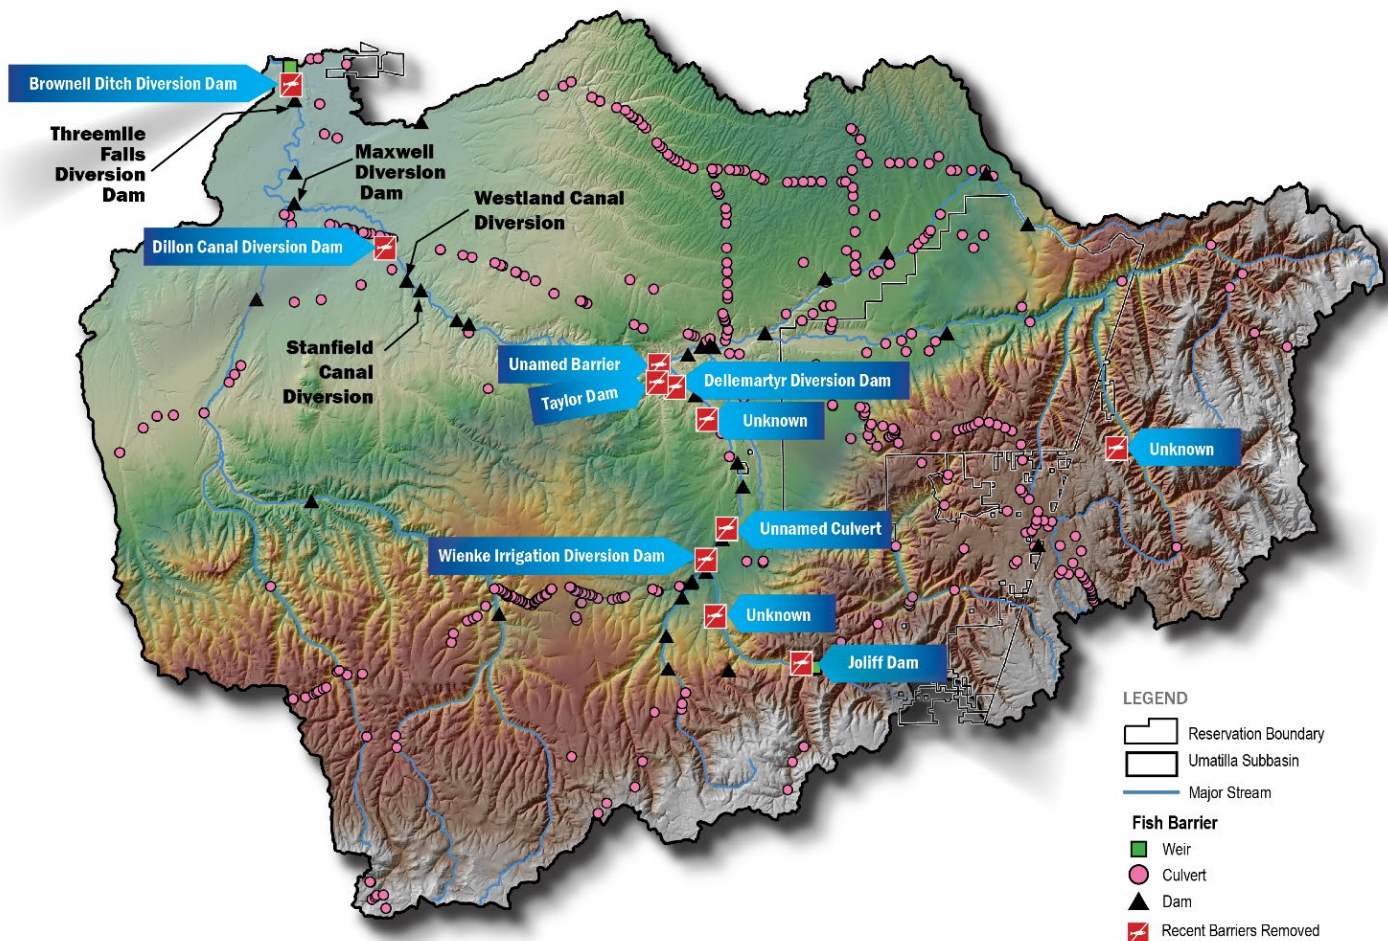 Brownell Ditch Diversion Dam
Threemile
Falls
Diversion
Dam
Maxwell
Diversion
Dam
Westland Canal
Diversion
Dillon Canal Diversion Dam
Stanfield
Canal
Diversion
Unamed Barrier
Taylor Dam
Dellemartyr Diversion Dam
Unknown
Unknown
Unnamed Culvert
Wienke Irrigation Diversion Dam
Unknown
Joliff Dam
LEGEND
Reservation Boundary
Umatilla Subbasin
Major Stream
Fish Barrier
Weir
Culvert
Dam
Recent Barriers Removed